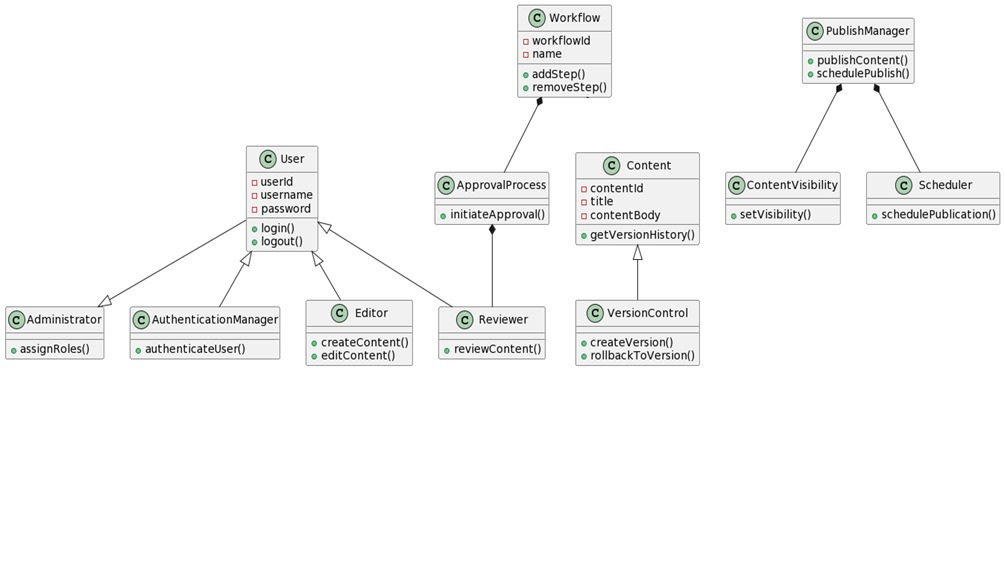 C Workflow
workflowId
name
addStep()
removeStep()
C PublishManager
publishContent()
schedulePublish()
C User
userId
username
password
login()
logout()
C ApprovalProcess
initiateApproval()
C Content
contentId
title
contentBody
getVersionHistory()
C ContentVisibility
setVisibility()
C Scheduler
schedulePublication()
C Administrator
assignRoles()
C AuthenticationManager
authenticateUser()
C Editor
createContent()
editContent()
C Reviewer
reviewContent()
C VersionControl
createVersion()
rollbackToVersion()